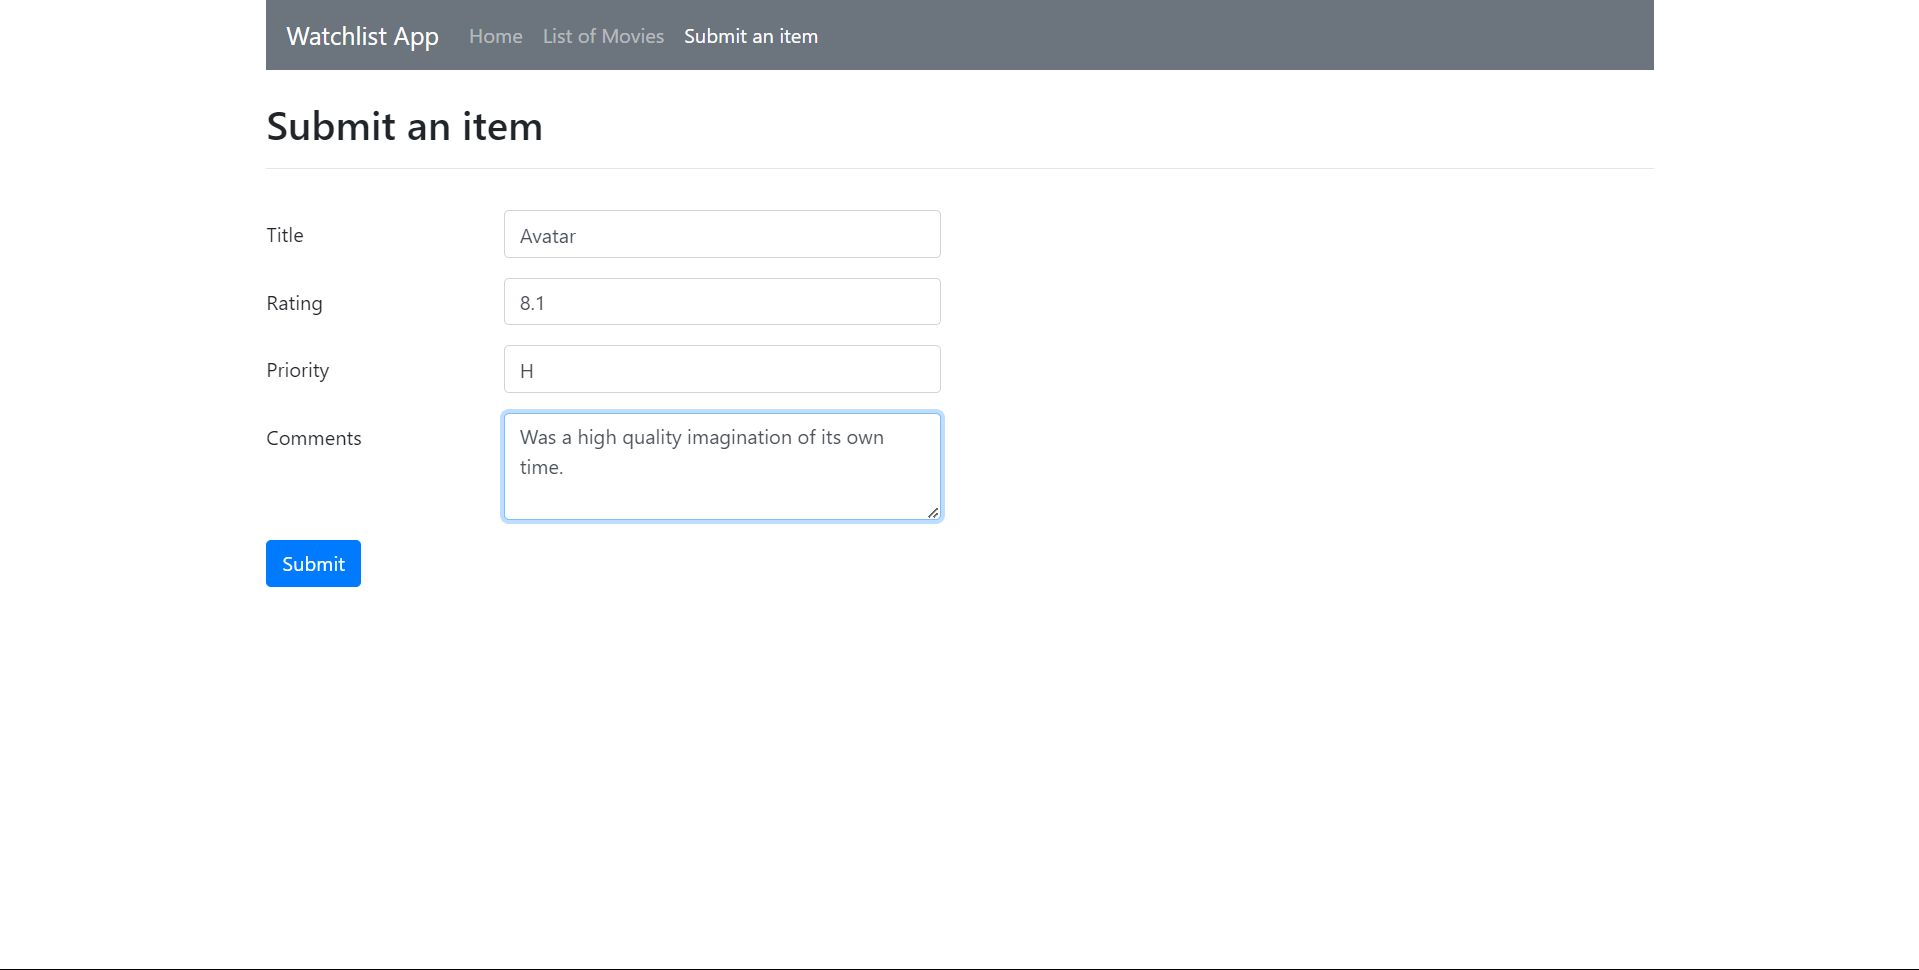 Watchlist App Home List of Movies Submit an item
Submit an item
Title Avatar
Rating 8.1
Priority H
Comments Was a high quality imagination of its own
time.
Submit